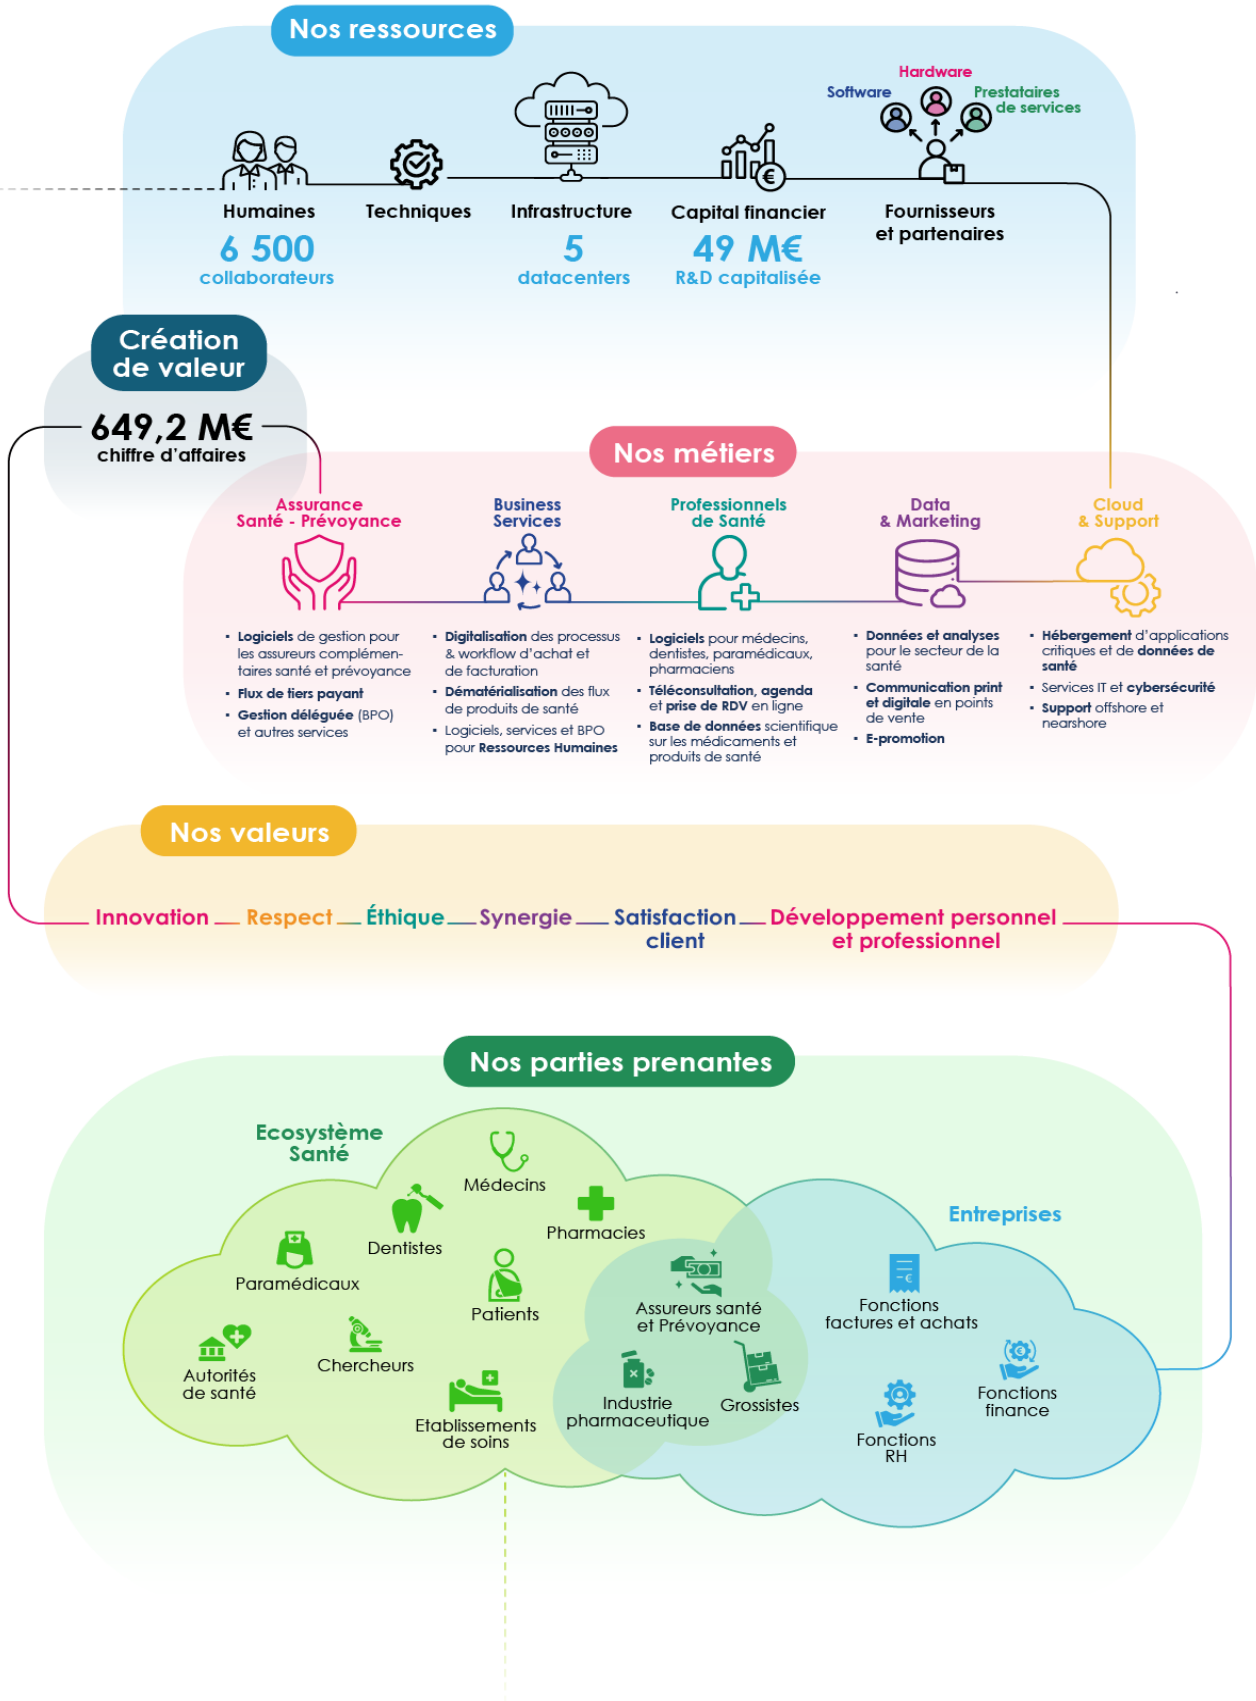 Nos ressources
Hardware
Software
Prestataires
de services
Humaines
6 500
collaborateurs
Techniques
Infrastructure
5
datacenters
Capital financier
49 M€
R&D capitalisée
Fournisseurs
et partenaires
Création
de valeur
649,2 M€
chiffre d'affaires
Nos métiers
Assurance
Santé - Prévoyance
▪ Logiciels de gestion pour
les assureurs complémen-
taires santé et prévoyance
▪ Flux de tiers payant
▪ Gestion déléguée (BPO)
et autres services
Business
Services
▪ Digitalisation des processus
& workflow d'achat et
de facturation
▪ Dématérialisation des flux
de produits de santé
▪ Logiciels, services et BPO
pour Ressources Humaines
Professionnels
de Santé
▪ Logiciels pour médecins,
dentistes, paramédicaux,
pharmaciens
▪ Téléconsultation, agenda
et prise de RDV en ligne
▪ Base de données scientifique
sur les médicaments et
produits de santé
Data
& Marketing
▪ Données et analyses
pour le secteur de la
santé
▪ Communication print
et digitale en points
de vente
▪ E-promotion
Cloud
& Support
▪ Hébergement d'applications
critiques et de données de
santé
▪ Services IT et cybersécurité
▪ Support offshore et
nearshore
Nos valeurs
Innovation
Respect
Éthique
Synergie
Satisfaction
client
Développement personnel
et professionnel
Nos parties prenantes
Ecosystème
Santé
Médecins
Dentistes
Pharmacies
Paramédicaux
Patients
Chercheurs
Autorités
de santé
Etablissements
de soins
Assureurs santé
et Prévoyance
Industrie
pharmaceutique
Grossistes
Entreprises
Fonctions
factures et achats
Fonctions
finance
Fonctions
RH